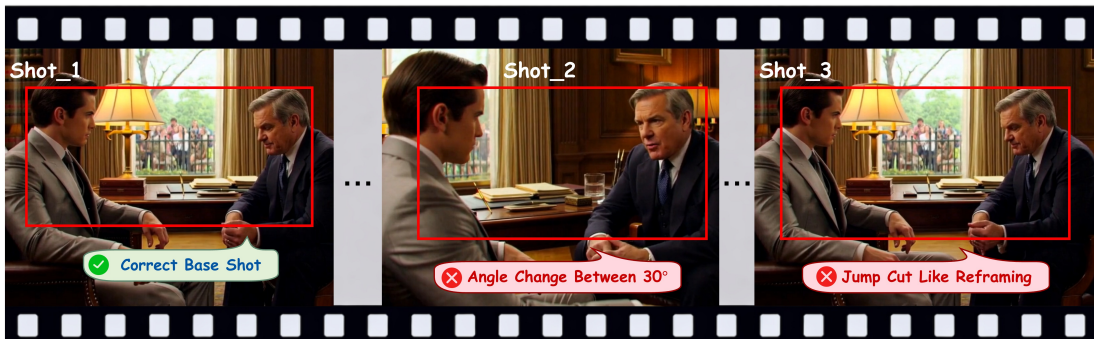 Shot_1
Shot_2
Shot_3
...
...
Correct Base Shot
Angle Change Between 30°
Jump Cut Like Reframing